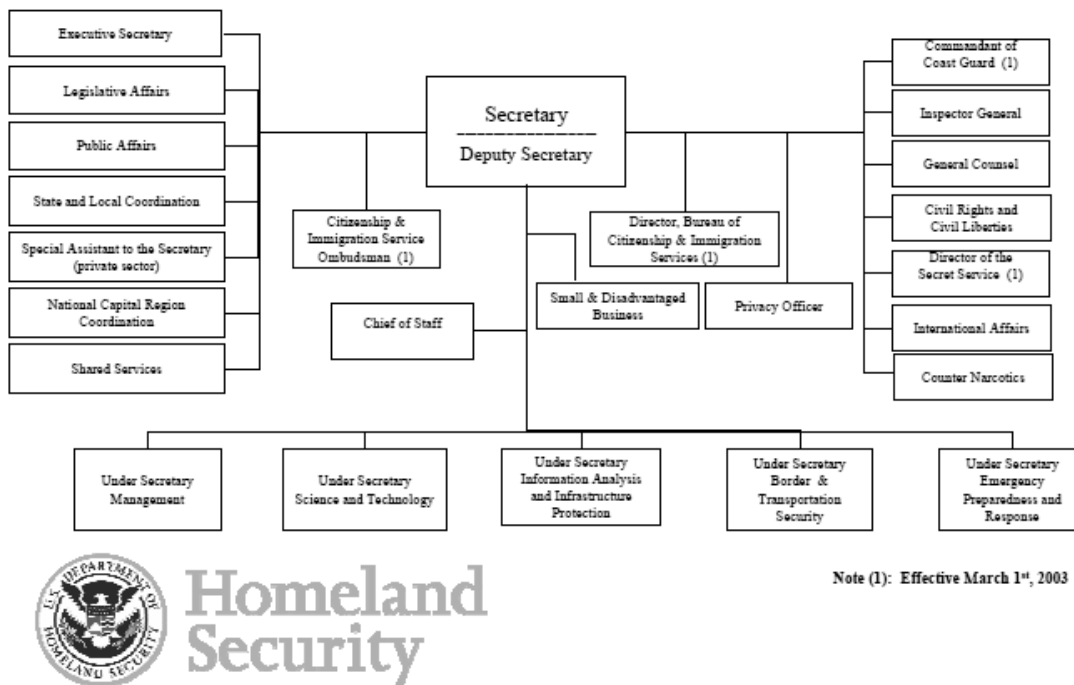 Executive Secretary
Legislative Affairs
Public Affairs
State and Local Coordination
Special Assistant to the Secretary
(private sector)
National Capital Region
Coordination
Shared Services
Secretary
Deputy Secretary
Citizenship &
Immigration Service
Ombudsman (1)
Director, Bureau of
Citizenship & Immigration
Services (1)
Small & Disadvantaged
Business
Privacy Officer
Chief of Staff
Commandant of
Coast Guard (1)
Inspector General
General Counsel
Civil Rights and
Civil Liberties
Director of the
Secret Service (1)
International Affairs
Counter Narcotics
Under Secretary
Management
Under Secretary
Science and Technology
Under Secretary
Information Analysis
and Infrastructure
Protection
Under Secretary
Border &
Transportation
Security
Under Secretary
Emergency
Preparedness and
Response
Note (1): Effective March 1st, 2003
U.S. DEPARTMENT OF
HOMELAND SECURITY
Homeland
Security